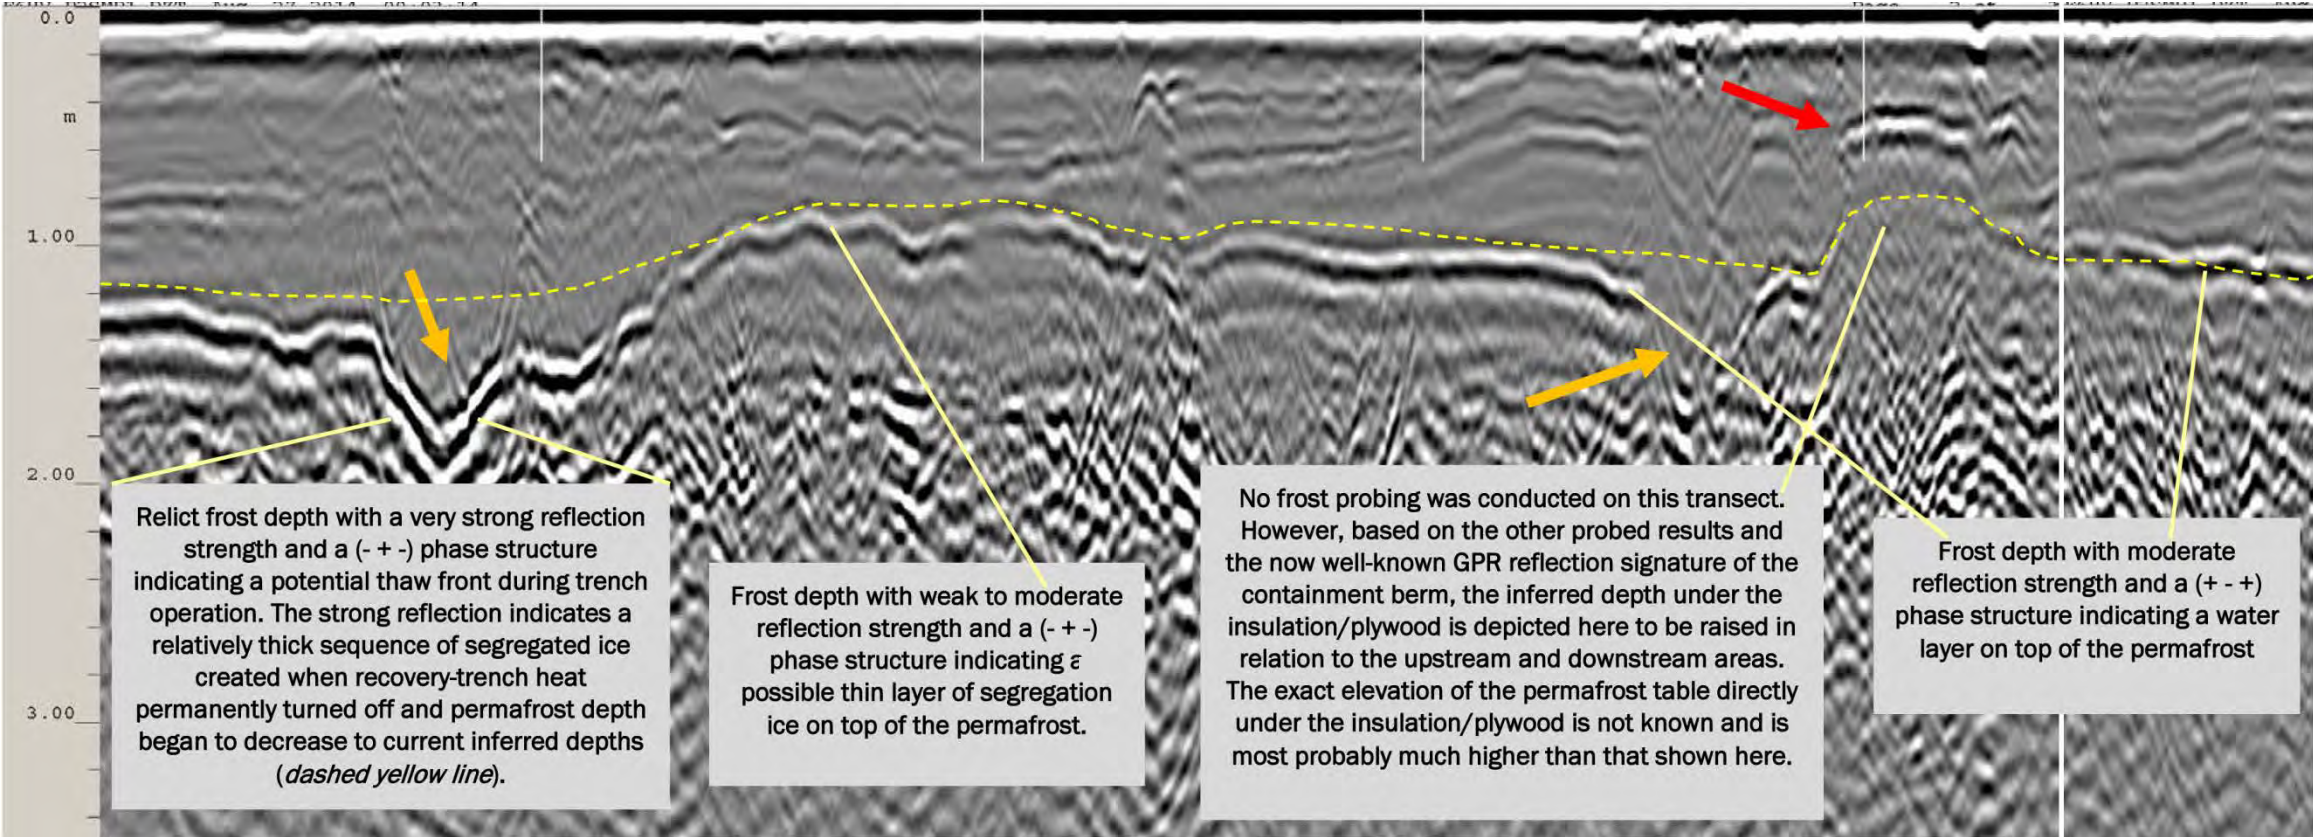 0.0
m
1.00
2.00
3.00
Relict frost depth with a very strong reflection
strength and a (- + -) phase structure
indicating a potential thaw front during trench
operation. The strong reflection indicates a
relatively thick sequence of segregated ice
created when recovery-trench heat
permanently turned off and permafrost depth
began to decrease to current inferred depths
(dashed yellow line).
Frost depth with weak to moderate
reflection strength and a (- + -)
phase structure indicating
possible thin layer of segregation
ice on top of the permafrost.
No frost probing was conducted on this transect.
However, based on the other probed results and
the now well-known GPR reflection signature of the
containment berm, the inferred depth under the
insulation/plywood is depicted here to be raised in
relation to the upstream and downstream areas.
The exact elevation of the permafrost table directly
under the insulation/plywood is not known and is
most probably much higher than that shown here.
Frost depth with moderate
reflection strength and a (+ - +)
phase structure indicating a water
layer on top of the permafrost